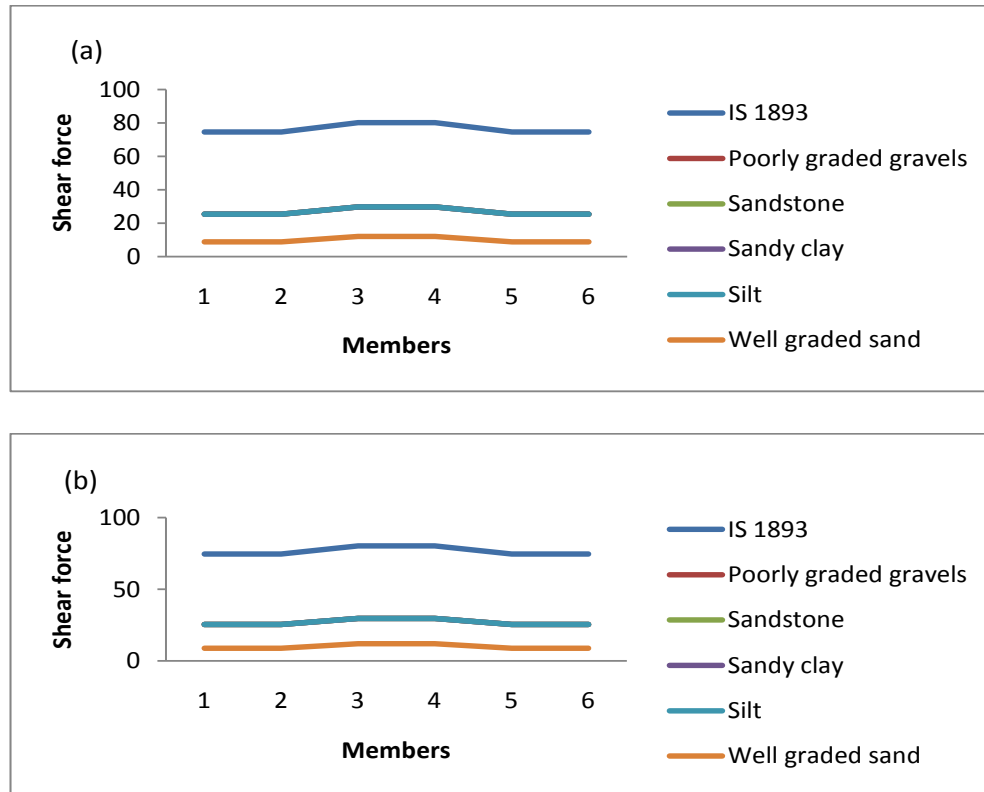 (a)
Shear force
100
80
60
40
20
0
1 2 3 4 5 6
Members
IS 1893
Poorly graded gravels
Sandstone
Sandy clay
Silt
Well graded sand
(b)
Shear force
100
50
0
1 2 3 4 5 6
Members
IS 1893
Poorly graded gravels
Sandstone
Sandy clay
Silt
Well graded sand